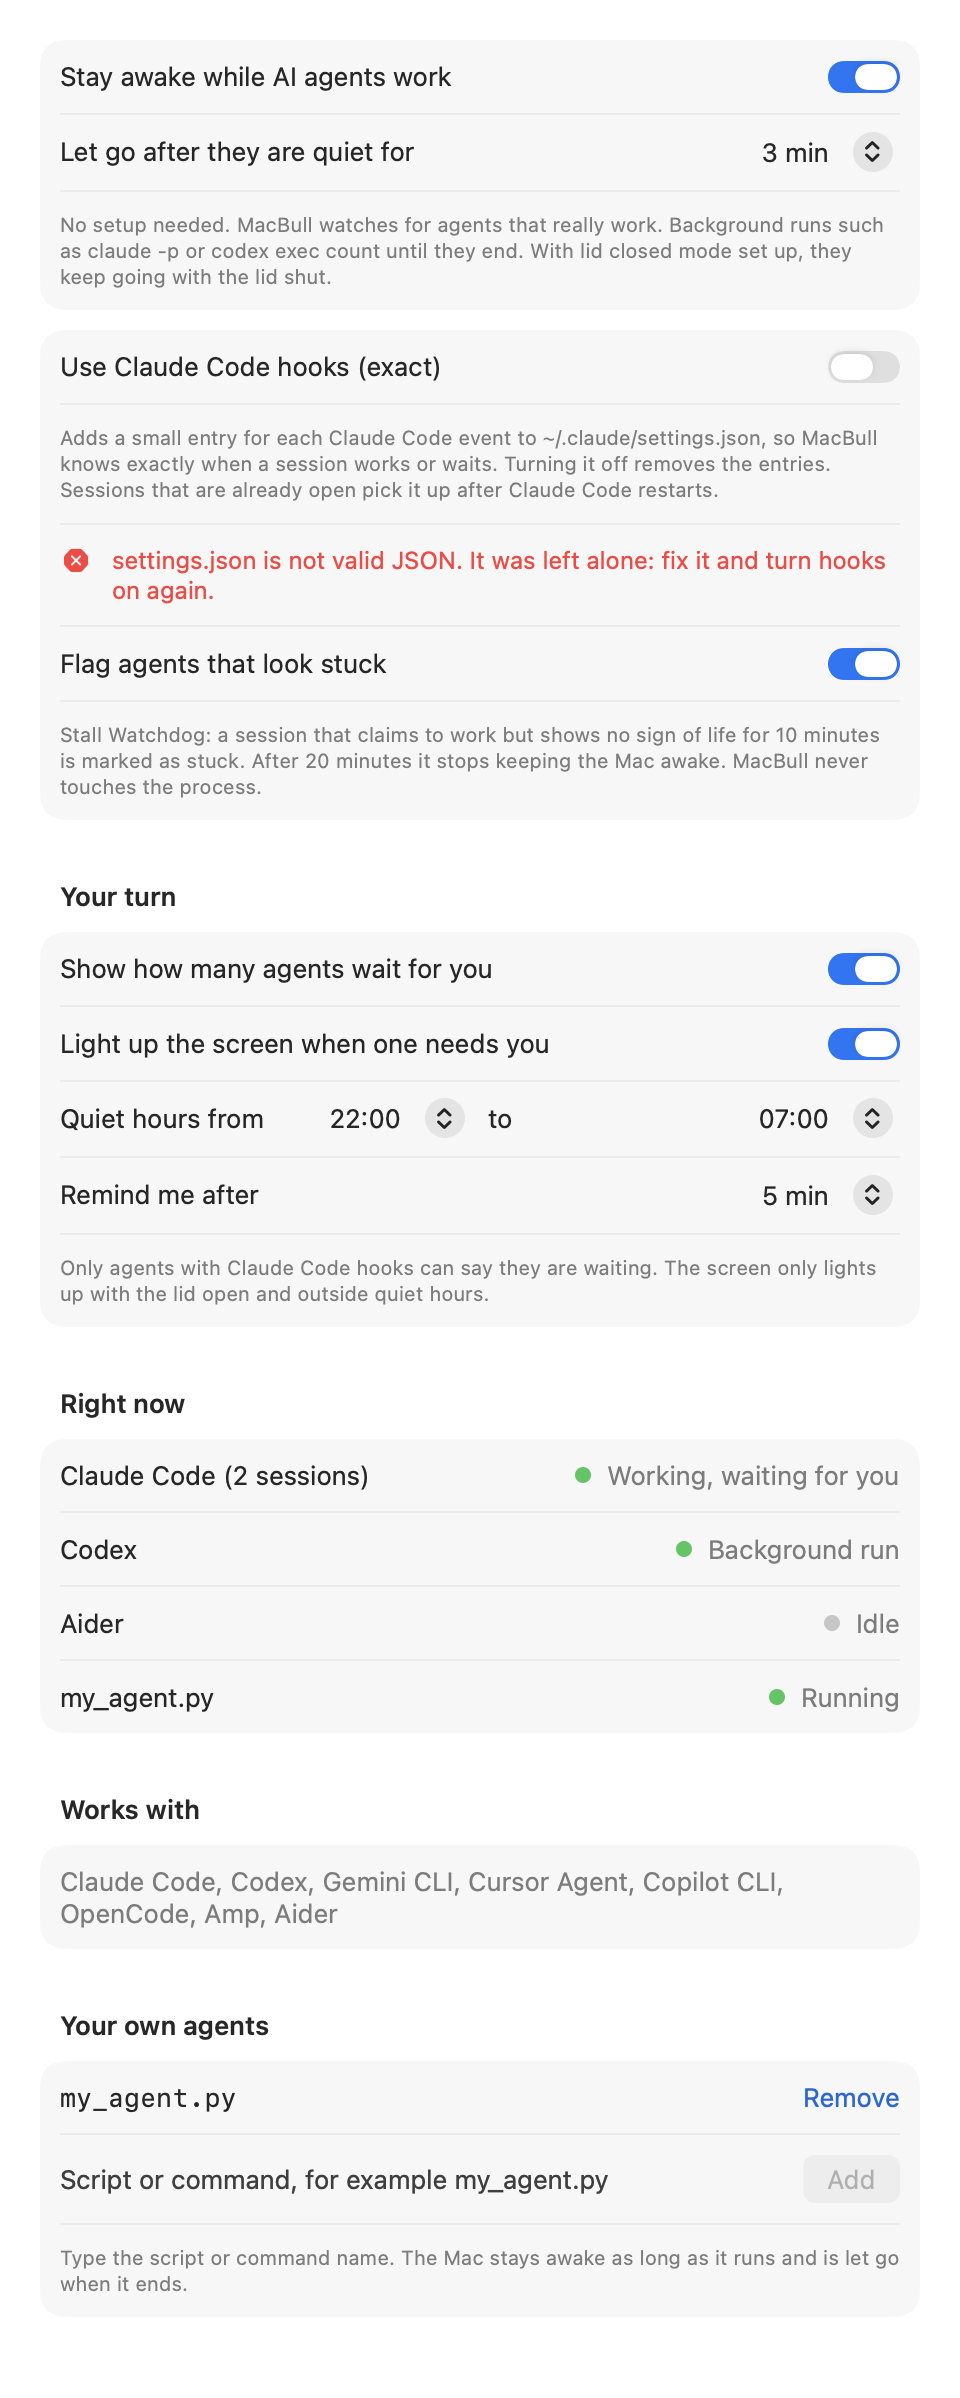 Stay awake while AI agents work
Let go after they are quiet for 3 min
No setup needed. MacBull watches for agents that really work. Background runs such
as claude -p or codex exec count until they end. With lid closed mode set up, they
keep going with the lid shut.
Use Claude Code hooks (exact)
Adds a small entry for each Claude Code event to ~/.claude/settings.json, so MacBull
knows exactly when a session works or waits. Turning it off removes the entries.
Sessions that are already open pick it up after Claude Code restarts.
settings.json is not valid JSON. It was left alone: fix it and turn hooks
on again.
Flag agents that look stuck
Stall Watchdog: a session that claims to work but shows no sign of life for 10 minutes
is marked as stuck. After 20 minutes it stops keeping the Mac awake. MacBull never
touches the process.
Your turn
Show how many agents wait for you
Light up the screen when one needs you
Quiet hours from 22:00 to 07:00
Remind me after 5 min
Only agents with Claude Code hooks can say they are waiting. The screen only lights
up with the lid open and outside quiet hours.
Right now
Claude Code (2 sessions) Working, waiting for you
Codex Background run
Aider Idle
my_agent.py Running
Works with
Claude Code, Codex, Gemini CLI, Cursor Agent, Copilot CLI,
OpenCode, Amp, Aider
Your own agents
my_agent.py Remove
Script or command, for example my_agent.py Add
Type the script or command name. The Mac stays awake as long as it runs and is let go
when it ends.